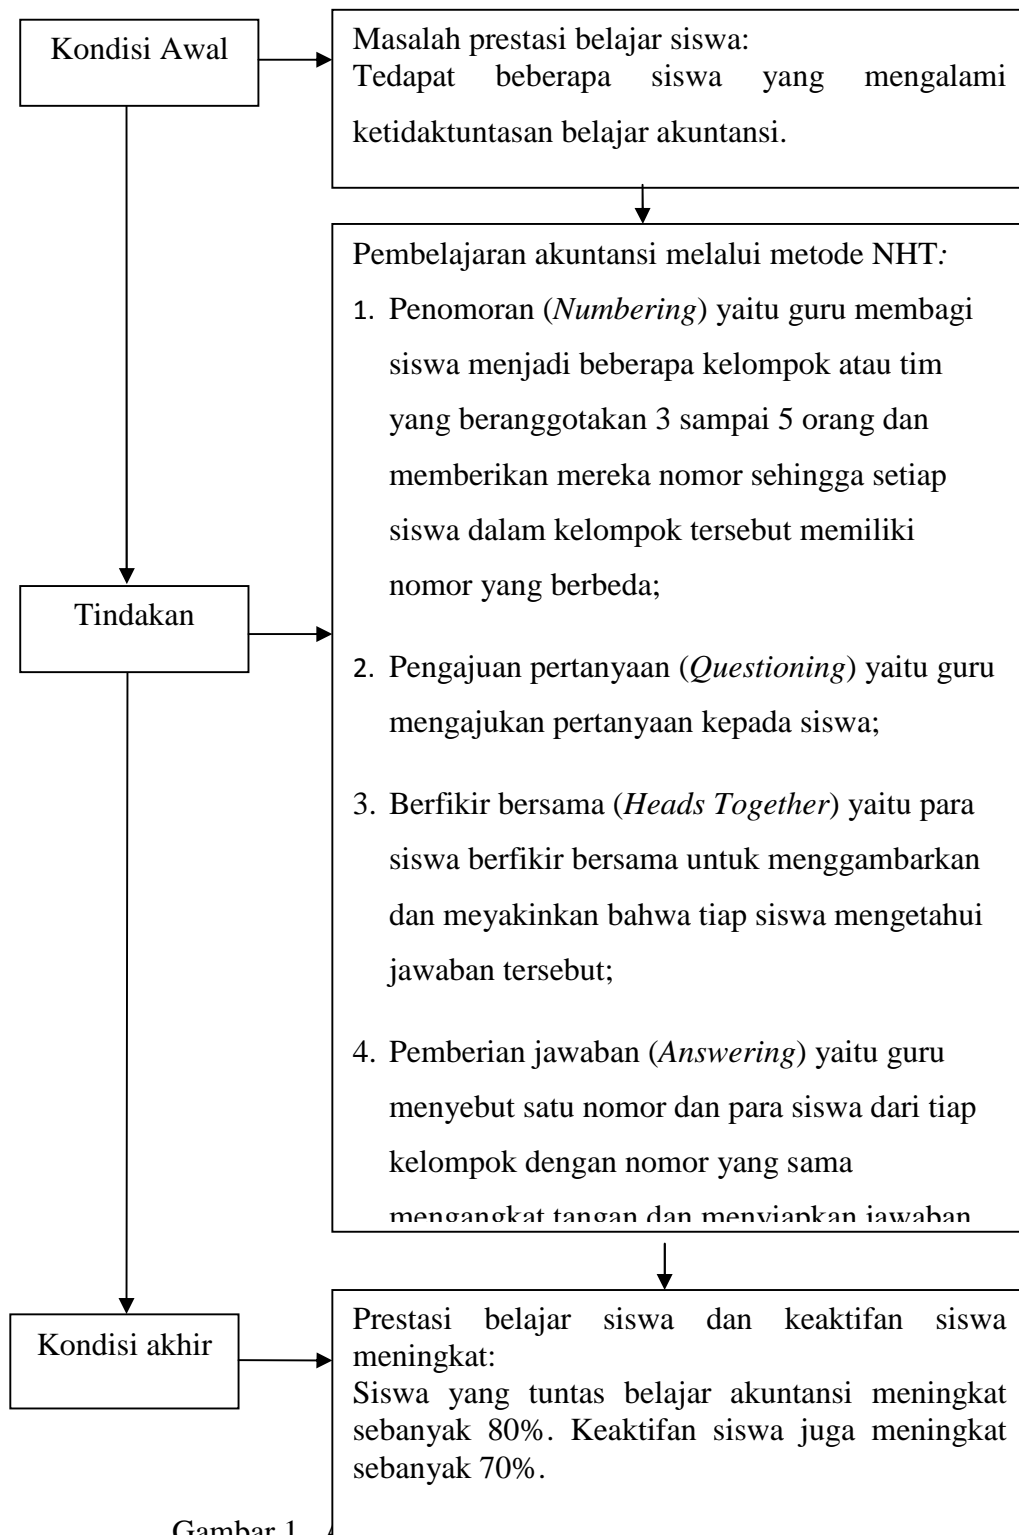 Kondisi Awal
Masalah prestasi belajar siswa:
Tedapat beberapa siswa yang mengalami
ketidaktuntasan belajar akuntansi.
Pembelajaran akuntansi melalui metode NHT:
1. Penomoran (Numbering) yaitu guru membagi
siswa menjadi beberapa kelompok atau tim
yang beranggotakan 3 sampai 5 orang dan
memberikan mereka nomor sehingga setiap
siswa dalam kelompok tersebut memiliki
nomor yang berbeda;
Tindakan
2. Pengajuan pertanyaan (Questioning) yaitu guru
mengajukan pertanyaan kepada siswa;
3. Berfikir bersama (Heads Together) yaitu para
siswa berfikir bersama untuk menggambarkan
dan meyakinkan bahwa tiap siswa mengetahui
jawaban tersebut;
4. Pemberian jawaban (Answering) yaitu guru
menyebut satu nomor dan para siswa dari tiap
kelompok dengan nomor yang sama
mengangkat tangan dan menyiapkan jawaban
Kondisi akhir
Prestasi belajar siswa dan keaktifan siswa
meningkat:
Siswa yang tuntas belajar akuntansi meningkat
sebanyak 80%. Keaktifan siswa juga meningkat
sebanyak 70%.
Gambar 1